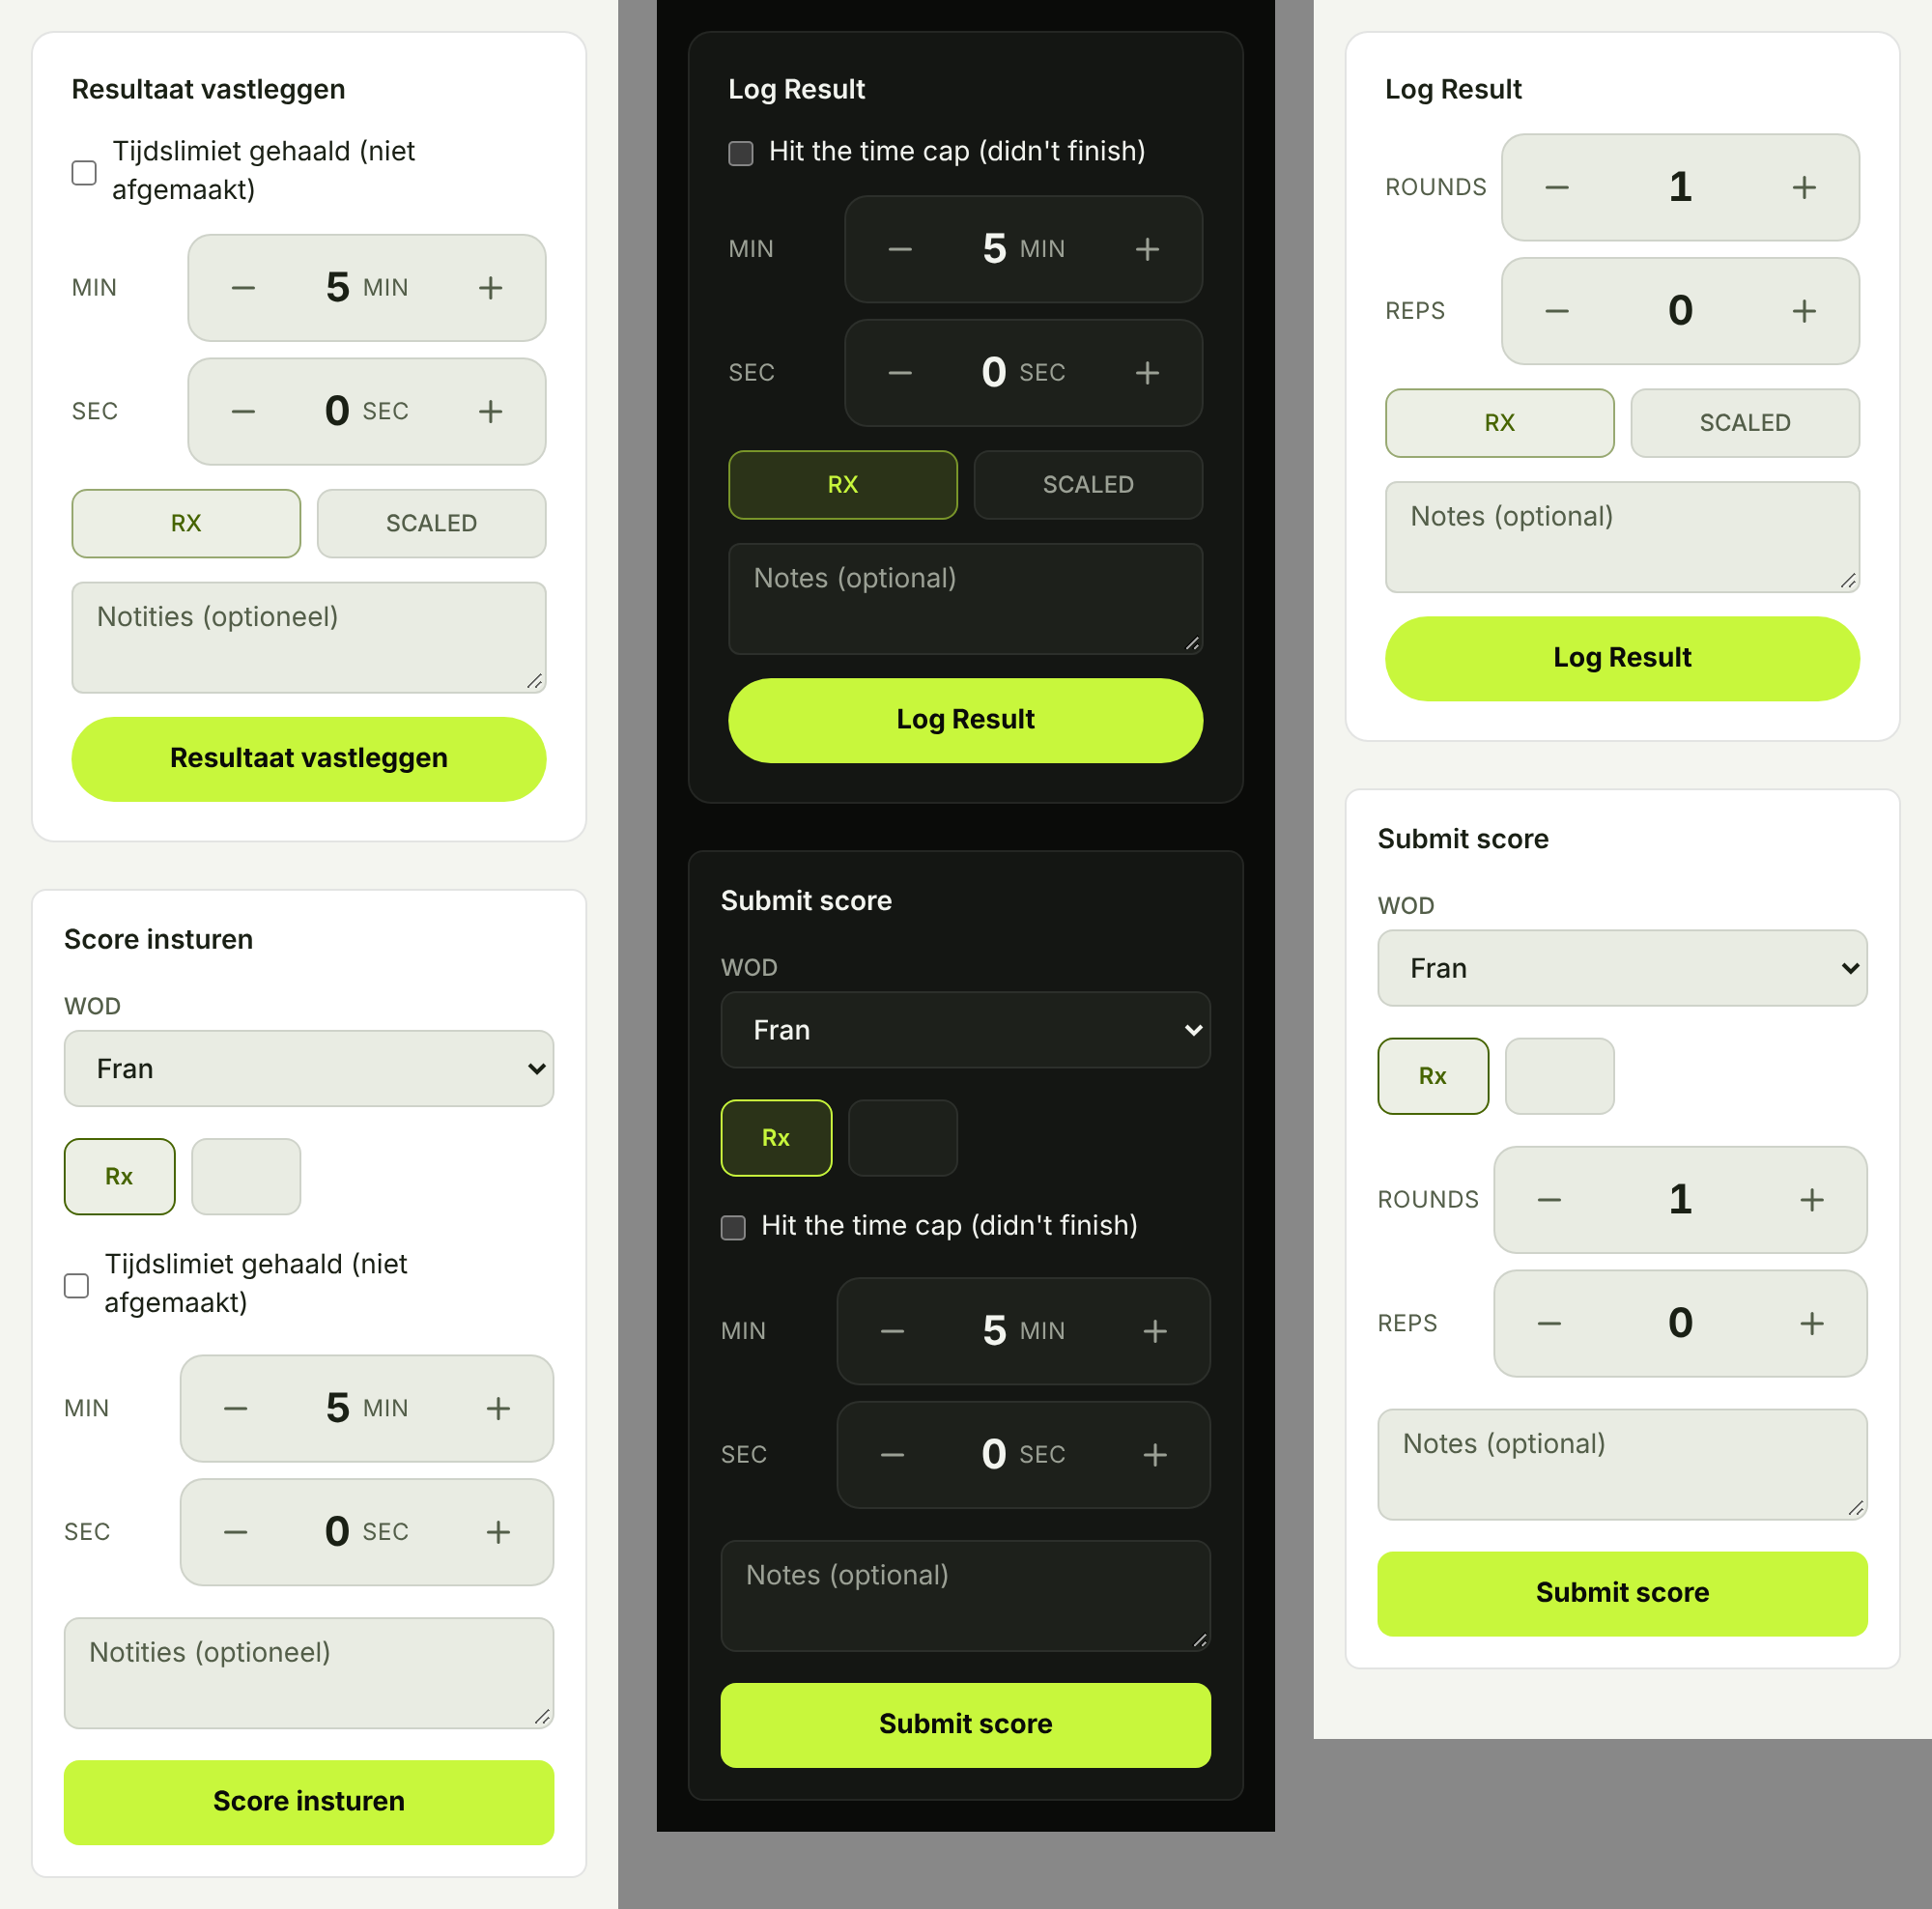 Resultaat vastleggen
Tijdslimiet gehaald (niet
afgemaakt)
MIN
− 5 MIN +
SEC
− 0 SEC +
RX
SCALED
Notities (optioneel)
Resultaat vastleggen
Score insturen
WOD
Fran
Rx
Tijdslimiet gehaald (niet
afgemaakt)
MIN
− 5 MIN +
SEC
− 0 SEC +
Notities (optioneel)
Score insturen
Log Result
Hit the time cap (didn't finish)
MIN
− 5 MIN +
SEC
− 0 SEC +
RX
SCALED
Notes (optional)
Log Result
Submit score
WOD
Fran
Rx
Hit the time cap (didn't finish)
MIN
− 5 MIN +
SEC
− 0 SEC +
Notes (optional)
Submit score
Log Result
ROUNDS
− 1 +
REPS
− 0 +
RX
SCALED
Notes (optional)
Log Result
Submit score
WOD
Fran
Rx
ROUNDS
− 1 +
REPS
− 0 +
Notes (optional)
Submit score